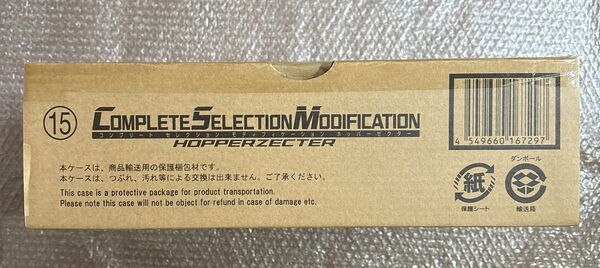 ⑮
COMPLETE SELECTION MODIFICATION
コンプリート セレクション モディフィケーション ホッパーゼクター
HOPPERZECTER
本ケースは、商品輸送用の保護梱包材です。
本ケースは、つぶれ、汚れ等による交換は出来ません。ご了承ください。
This case is a protective package for product transportation.
Please note this case will not be object for refund in case of damage etc.
4 549660 167297
紙
保護シート
ダンボール
輸送箱